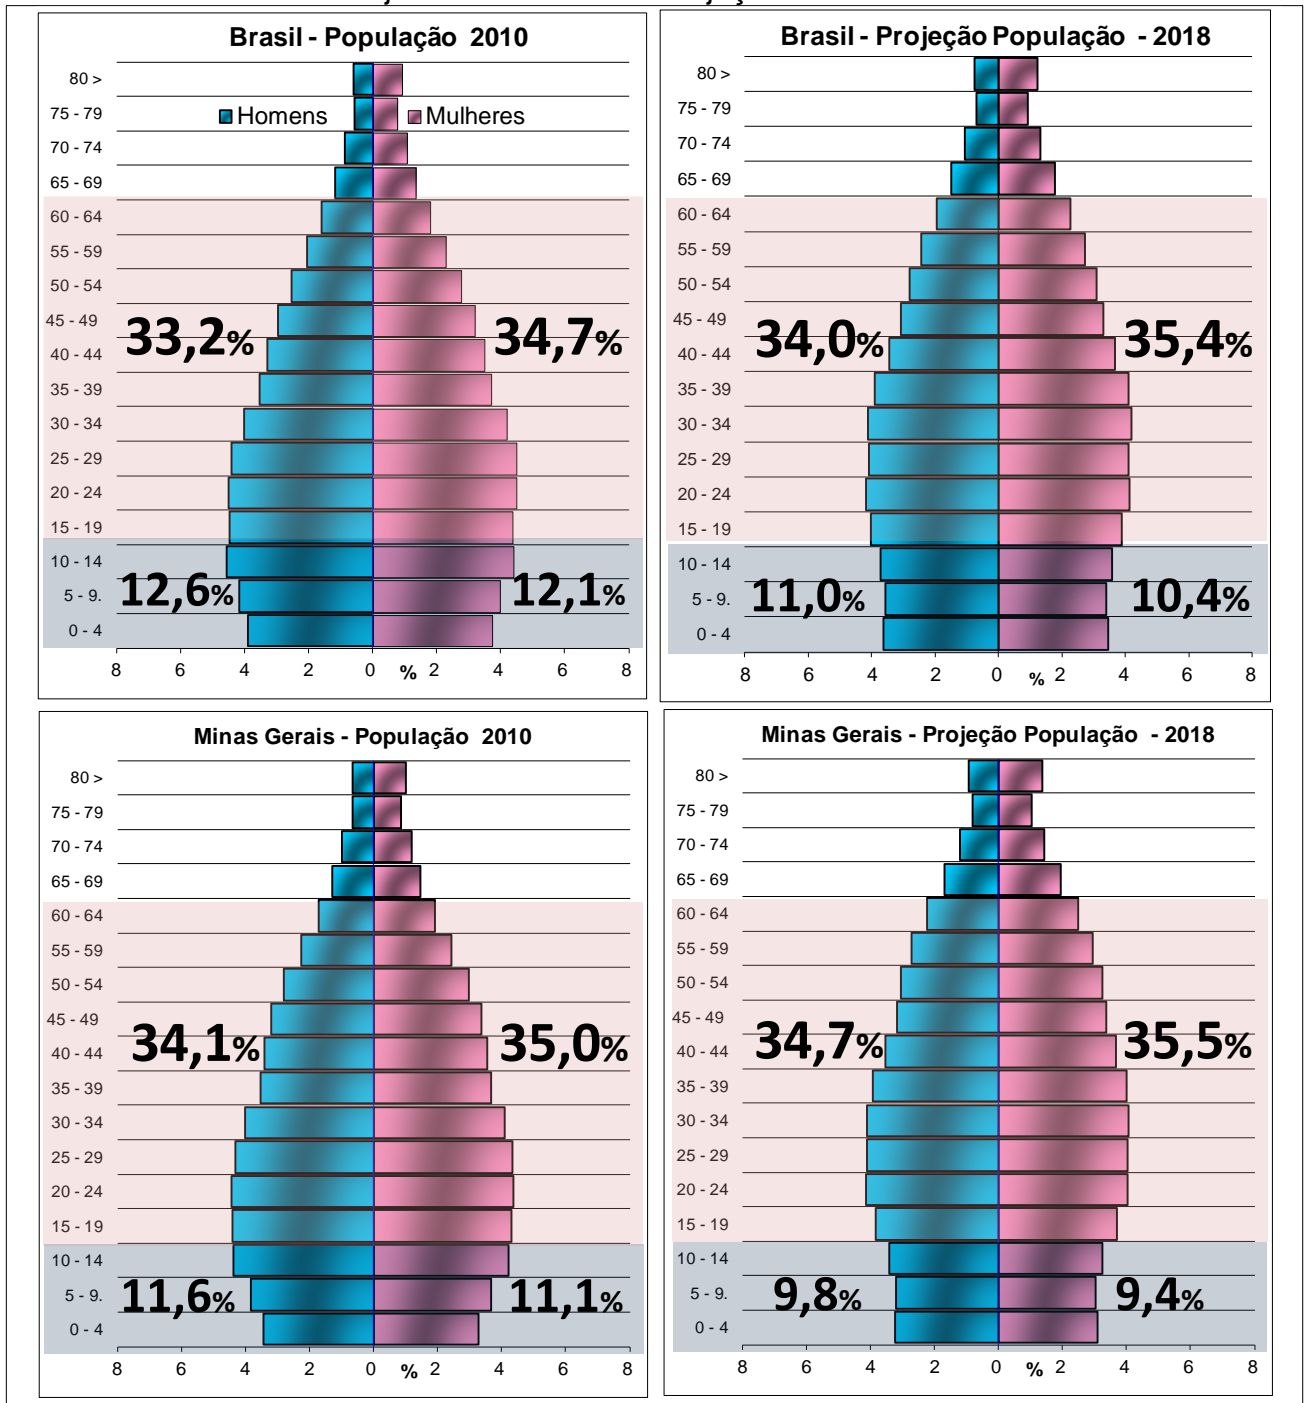 Brasil - População 2010
80 >
75 - 79
Homens
Mulheres
70 - 74
65 - 69
60 - 64
55 - 59
50 - 54
45 - 49
33,2%
34,7%
40 - 44
35 - 39
30 - 34
25 - 29
20 - 24
15 - 19
10 - 14
5 - 9.
12,6%
12,1%
0 - 4
8 6 4 2 0 % 2 4 6 8
Brasil - Projeção População - 2018
80 >
75 - 79
70 - 74
65 - 69
60 - 64
55 - 59
50 - 54
45 - 49
34,0%
35,4%
40 - 44
35 - 39
30 - 34
25 - 29
20 - 24
15 - 19
10 - 14
5 - 9.
11,0%
10,4%
0 - 4
8 6 4 2 0 % 2 4 6 8
Minas Gerais - População 2010
80 >
75 - 79
70 - 74
65 - 69
60 - 64
55 - 59
50 - 54
45 - 49
34,1%
35,0%
40 - 44
35 - 39
30 - 34
25 - 29
20 - 24
15 - 19
10 - 14
5 - 9.
11,6%
11,1%
0 - 4
8 6 4 2 0 % 2 4 6 8
Minas Gerais - Projeção População - 2018
80 >
75 - 79
70 - 74
65 - 69
60 - 64
55 - 59
50 - 54
45 - 49
34,7%
35,5%
40 - 44
35 - 39
30 - 34
25 - 29
20 - 24
15 - 19
10 - 14
5 - 9.
9,8%
9,4%
0 - 4
8 6 4 2 0 % 2 4 6 8